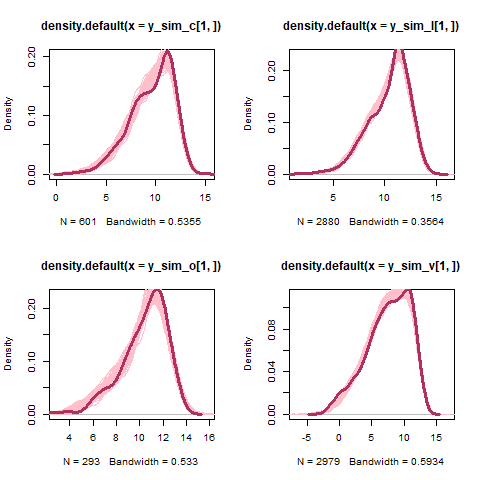 density.default(x = y_sim_c[1, ])
Density
0.00 0.10 0.20
0 5 10 15
N = 601 Bandwidth = 0.5355
density.default(x = y_sim_l[1, ])
Density
0.00 0.10 0.20
5 10 15
N = 2880 Bandwidth = 0.3564
density.default(x = y_sim_o[1, ])
Density
0.00 0.10 0.20
4 6 8 10 12 14 16
N = 293 Bandwidth = 0.533
density.default(x = y_sim_v[1, ])
Density
0.00 0.04 0.08
-5 0 5 10 15
N = 2979 Bandwidth = 0.5934